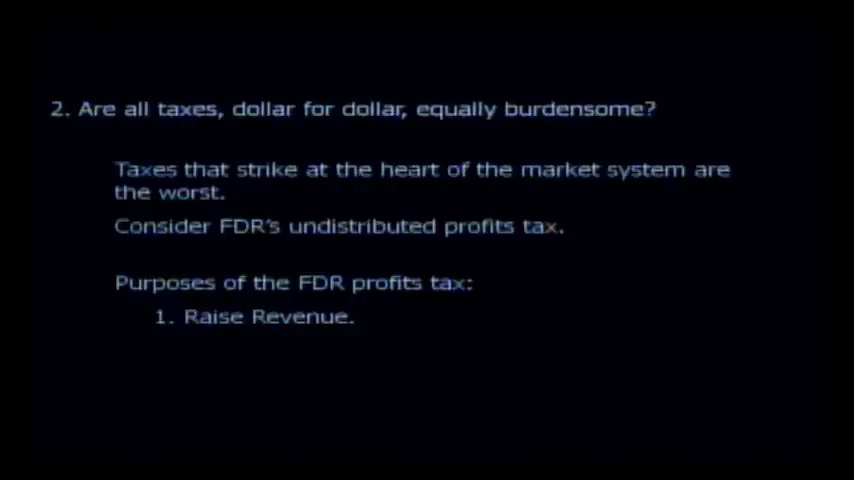 2. Are all taxes, dollar for dollar, equally burdensome?
Taxes that strike at the heart of the market system are
the worst.
Consider FDR's undistributed profits tax.
Purposes of the FDR profits tax:
1. Raise Revenue.